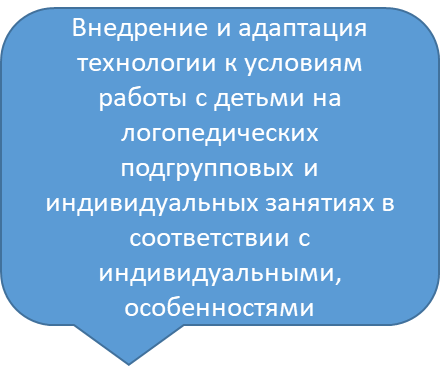 Внедрение и адаптация
технологии к условиям
работы с детьми на
логопедических
подгрупповых и
индивидуальных занятиях в
соответствии с
индивидуальными,
особенностями